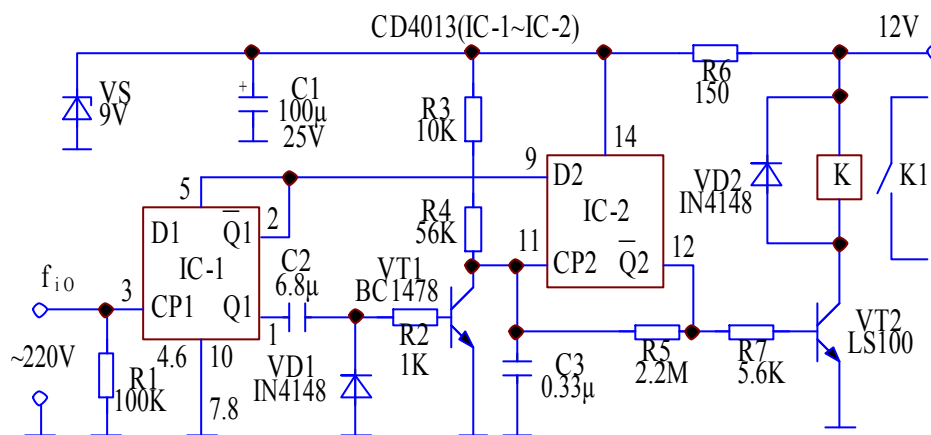 CD4013(IC-1~IC-2)
12V
VS
9V
+
C1
100μ
25V
R3
10K
R6
150
14
9
5
D2
VD2
IN4148
K
K1
2
D1
Q̅1
R4
56K
IC-2
IC-1
C2
6.8μ
VT1
BC1478
11
12
CP2
Q̅2
fi0
3
CP1
Q1
1
R2
1K
VT2
LS100
~220V
R1
100K
4.6
10
7.8
VD1
IN4148
C3
0.33μ
R5
2.2M
R7
5.6K